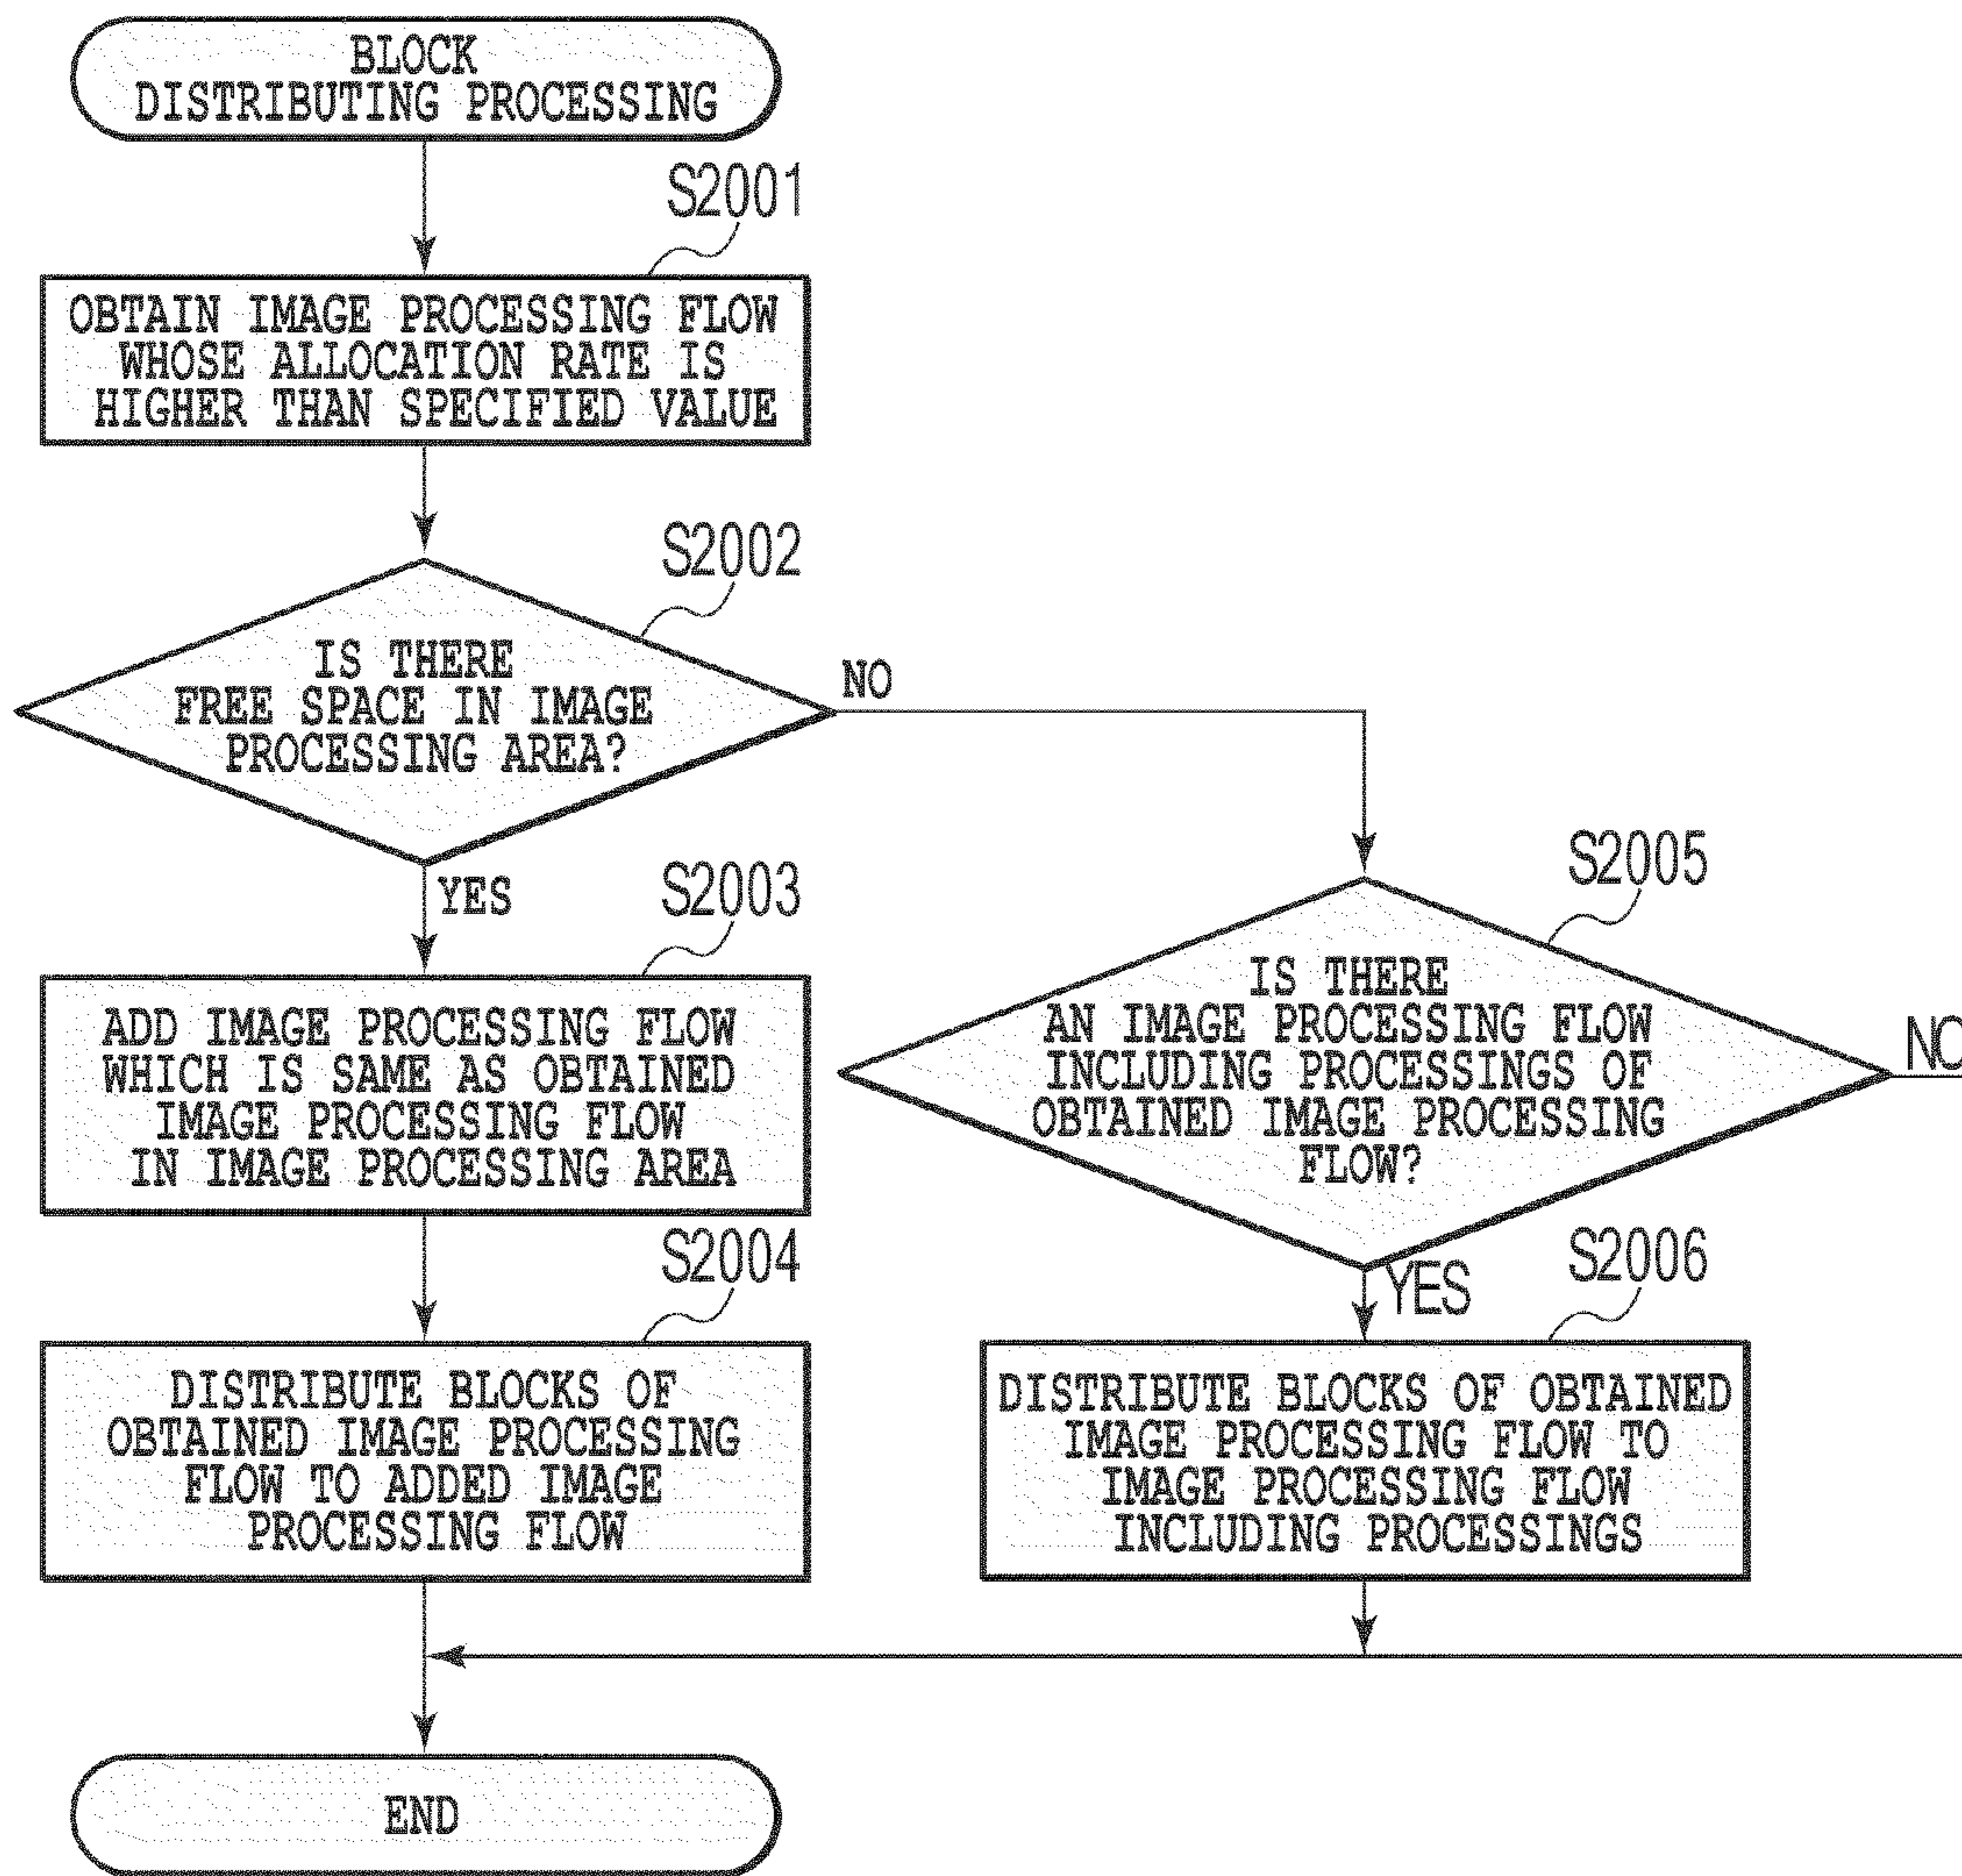 BLOCK
DISTRIBUTING PROCESSING
S2001
OBTAIN IMAGE PROCESSING FLOW
WHOSE ALLOCATION RATE IS
HIGHER THAN SPECIFIED VALUE
S2002
IS THERE
FREE SPACE IN IMAGE
PROCESSING AREA?
NO
YES
S2003
ADD IMAGE PROCESSING FLOW
WHICH IS SAME AS OBTAINED
IMAGE PROCESSING FLOW
IN IMAGE PROCESSING AREA
S2004
DISTRIBUTE BLOCKS OF
OBTAINED IMAGE PROCESSING
FLOW TO ADDED IMAGE
PROCESSING FLOW
S2005
IS THERE
AN IMAGE PROCESSING FLOW
INCLUDING PROCESSINGS OF
OBTAINED IMAGE PROCESSING
FLOW?
NO
YES
S2006
DISTRIBUTE BLOCKS OF OBTAINED
IMAGE PROCESSING FLOW TO
IMAGE PROCESSING FLOW
INCLUDING PROCESSINGS
END